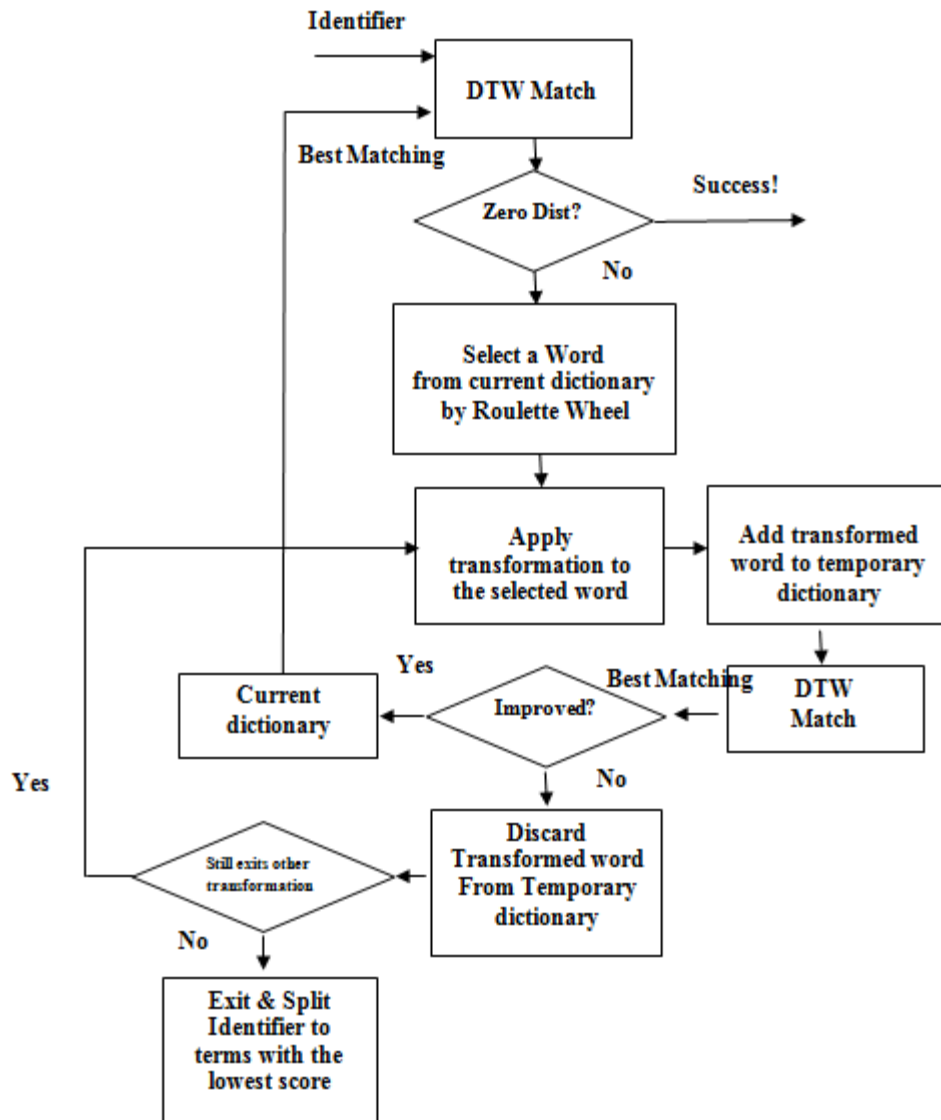 Identifier
DTW Match
Best Matching
Zero Dist?
Success!
No
Select a Word
from current dictionary
by Roulette Wheel
Apply
transformation to
the selected word
Add transformed
word to temporary
dictionary
Yes
Current
dictionary
Improved?
Best Matching
DTW
Match
Yes
No
Discard
Transformed word
From Temporary
dictionary
Still exits other
transformation
No
Exit & Split
Identifier to
terms with the
lowest score